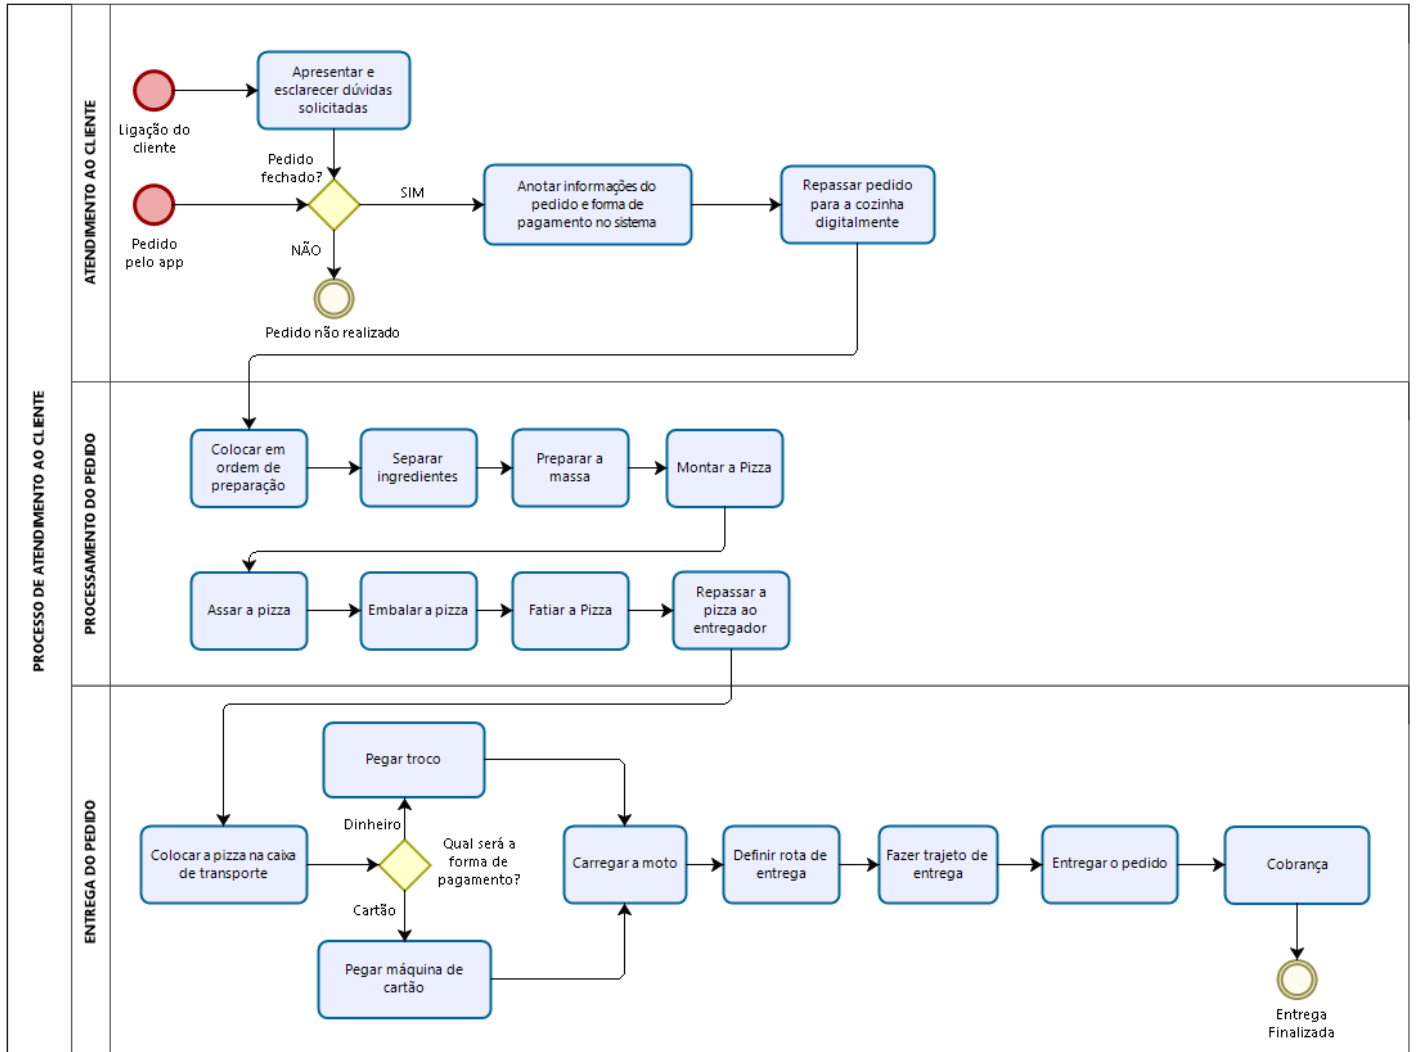 PROCESSO DE ATENDIMENTO AO CLIENTE
ATENDIMENTO AO CLIENTE
Ligação do
cliente
Apresentar e
esclarecer dúvidas
solicitadas
Pedido
pelo app
Pedido
fechado?
SIM
NÃO
Pedido não realizado
Anotar informações do
pedido e forma de
pagamento no sistema
Repassar pedido
para a cozinha
digitalmente
PROCESSAMENTO DO PEDIDO
Colocar em
ordem de
preparação
Separar
ingredientes
Preparar a
massa
Montar a Pizza
Assar a pizza
Embalar a pizza
Fatiar a Pizza
Repassar a
pizza ao
entregador
ENTREGA DO PEDIDO
Colocar a pizza na caixa
de transporte
Qual será a
forma de
pagamento?
Dinheiro
Pegar troco
Cartão
Pegar máquina de
cartão
Carregar a moto
Definir rota de
entrega
Fazer trajeto de
entrega
Entregar o pedido
Cobrança
Entrega
Finalizada